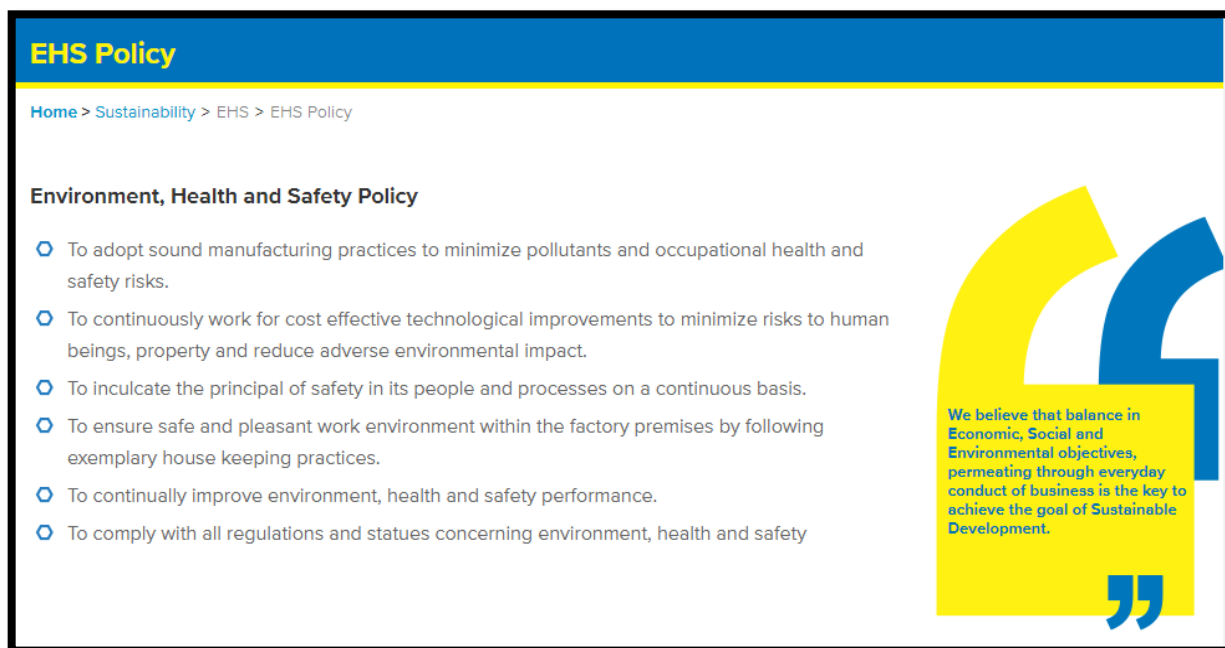 EHS Policy
Home > Sustainability > EHS > EHS Policy
Environment, Health and Safety Policy
To adopt sound manufacturing practices to minimize pollutants and occupational health and
safety risks.
To continuously work for cost effective technological improvements to minimize risks to human
beings, property and reduce adverse environmental impact.
To inculcate the principal of safety in its people and processes on a continuous basis.
To ensure safe and pleasant work environment within the factory premises by following
exemplary house keeping practices.
To continually improve environment, health and safety performance.
To comply with all regulations and statues concerning environment, health and safety
We believe that balance in
Economic, Social and
Environmental objectives,
permeating through everyday
conduct of business is the key to
achieve the goal of Sustainable
Development.